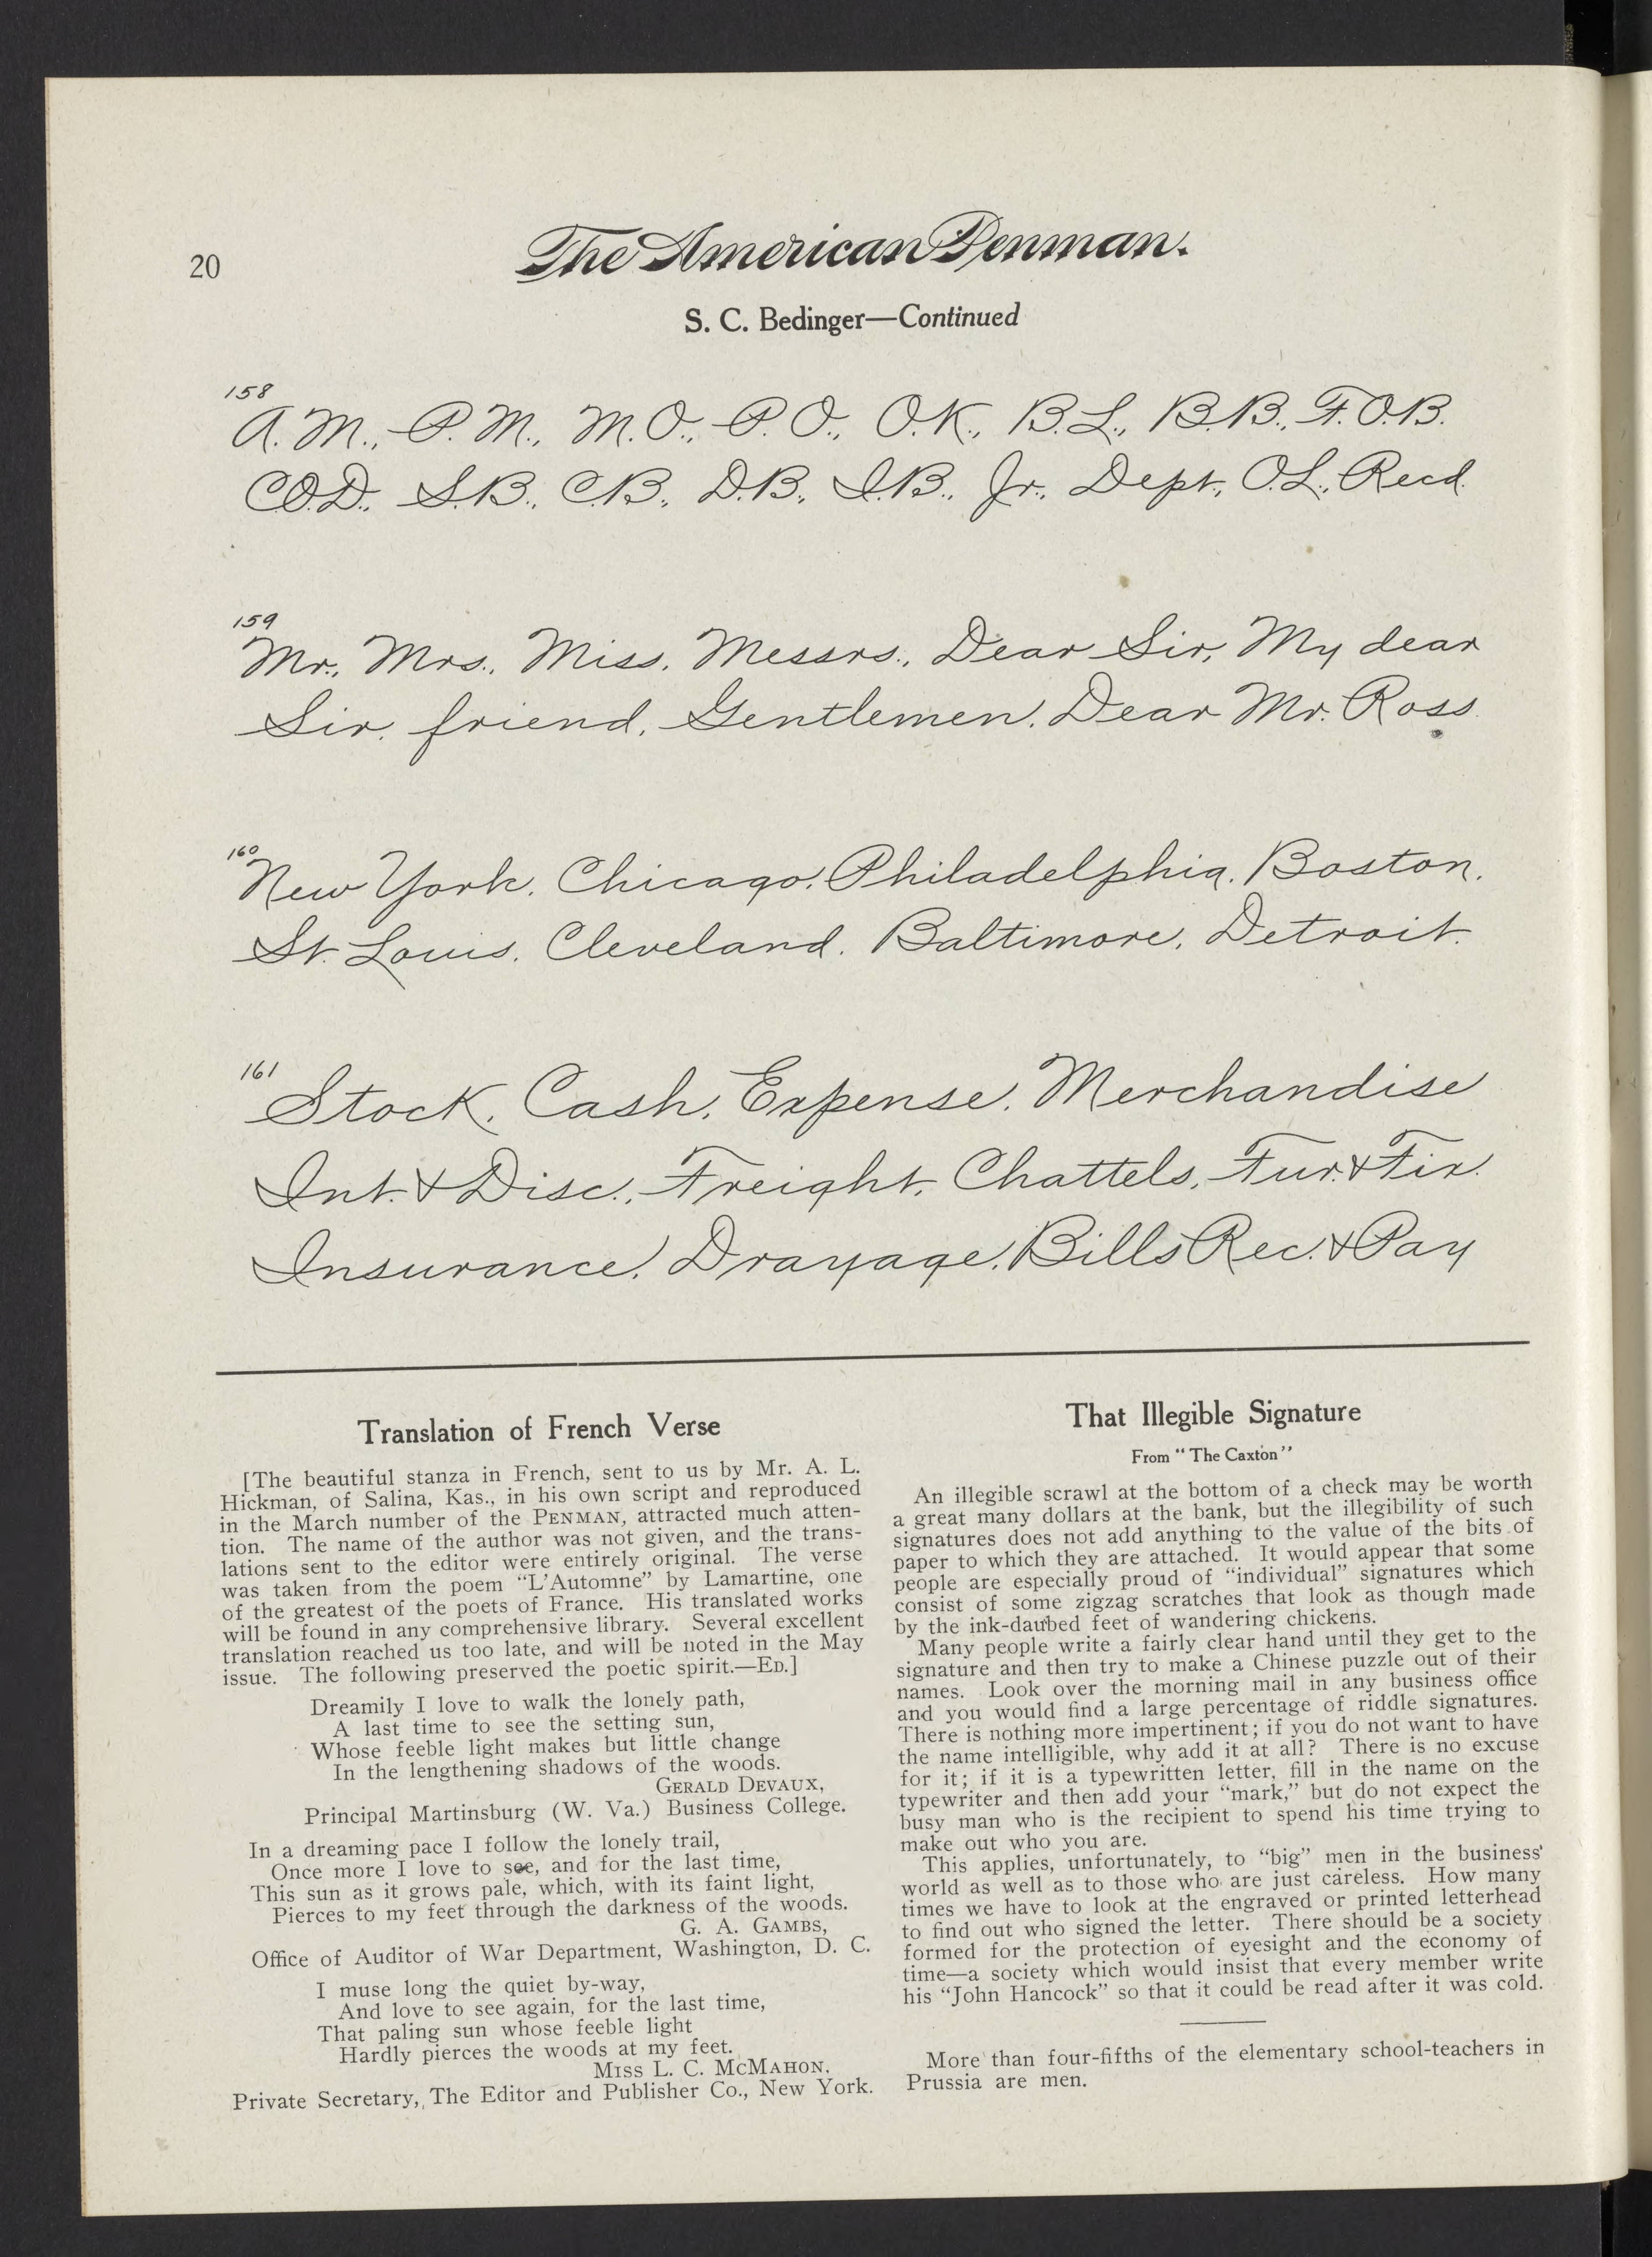 20
The American Penman.
S. C. Bedinger—Continued
158
A.M., P.M., M.O., P.O., O.K., B.L., B.B., F.O.B.
C.O.D., S.B., C.B., D.B., I.B., Jr., Dept., O.L., Recd.
159
Mr., Mrs., Miss, Messrs., Dear Sir, My dear
Sir, friend, Gentlemen, Dear Mr. Ross.
160
New York, Chicago, Philadelphia, Boston,
St. Louis, Cleveland, Baltimore, Detroit.
161
Stock, Cash, Expense, Merchandise
Int. & Disc., Freight, Chattels, Fur. & Fix.
Insurance, Drayage, Bills Rec. & Pay
Translation of French Verse
[The beautiful stanza in French, sent to us by Mr. A. L.
Hickman, of Salina, Kas., in his own script and reproduced
in the March number of the PENMAN, attracted much atten-
tion. The name of the author was not given, and the trans-
lations sent to the editor were entirely original. The verse
was taken from the poem "L'Automne" by Lamartine, one
of the greatest of the poets of France. His translated works
will be found in any comprehensive library. Several excellent
translation reached us too late, and will be noted in the May
issue. The following preserved the poetic spirit.—ED.]
Dreamily I love to walk the lonely path,
A last time to see the setting sun,
Whose feeble light makes but little change
In the lengthening shadows of the woods.
GERALD DEVAUX,
Principal Martinsburg (W. Va.) Business College.
In a dreaming pace I follow the lonely trail,
Once more I love to see, and for the last time,
This sun as it grows pale, which, with its faint light,
Pierces to my feet through the darkness of the woods.
G. A. GAMBS,
Office of Auditor of War Department, Washington, D. C.
I muse long the quiet by-way,
And love to see again, for the last time,
That paling sun whose feeble light
Hardly pierces the woods at my feet.
MISS L. C. MCMAHON.
Private Secretary, The Editor and Publisher Co., New York.
That Illegible Signature
From "The Caxton"
An illegible scrawl at the bottom of a check may be worth
a great many dollars at the bank, but the illegibility of such
signatures does not add anything to the value of the bits of
paper to which they are attached. It would appear that some
people are especially proud of "individual" signatures which
consist of some zigzag scratches that look as though made
by the ink-daubed feet of wandering chickens.
Many people write a fairly clear hand until they get to the
signature and then try to make a Chinese puzzle out of their
names. Look over the morning mail in any business office
and you would find a large percentage of riddle signatures.
There is nothing more impertinent; if you do not want to have
the name intelligible, why add it at all? There is no excuse
for it; if it is a typewritten letter, fill in the name on the
typewriter and then add your "mark," but do not expect the
busy man who is the recipient to spend his time trying to
make out who you are.
This applies, unfortunately, to "big" men in the business
world as well as to those who are just careless. How many
times we have to look at the engraved or printed letterhead
to find out who signed the letter. There should be a society
formed for the protection of eyesight and the economy of
time—a society which would insist that every member write
his "John Hancock" so that it could be read after it was cold.
More than four-fifths of the elementary school-teachers in
Prussia are men.